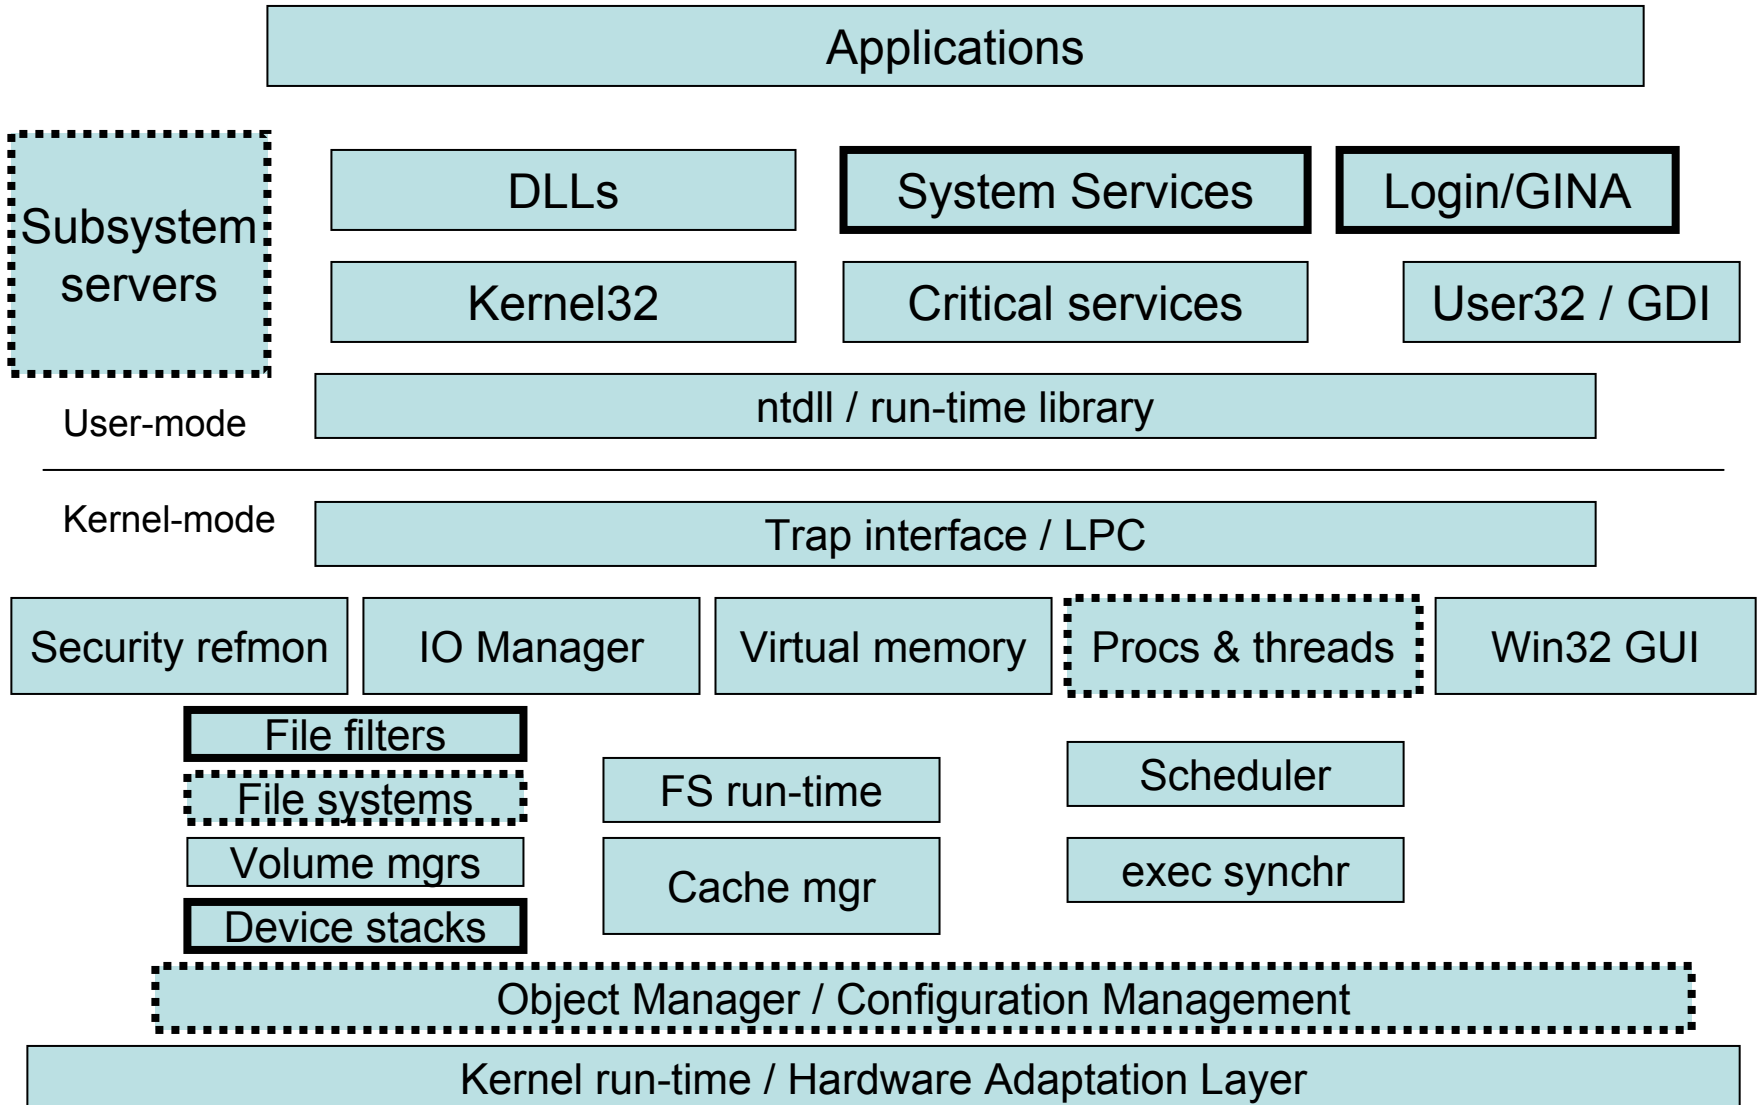 Applications
Subsystem
servers
DLLs
System Services
Login/GINA
Kernel32
Critical services
User32 / GDI
User-mode
ntdll / run-time library
Kernel-mode
Trap interface / LPC
Security refmon
IO Manager
Virtual memory
Procs & threads
Win32 GUI
File filters
File systems
Volume mgrs
Device stacks
FS run-time
Cache mgr
Scheduler
exec synchr
Object Manager / Configuration Management
Kernel run-time / Hardware Adaptation Layer